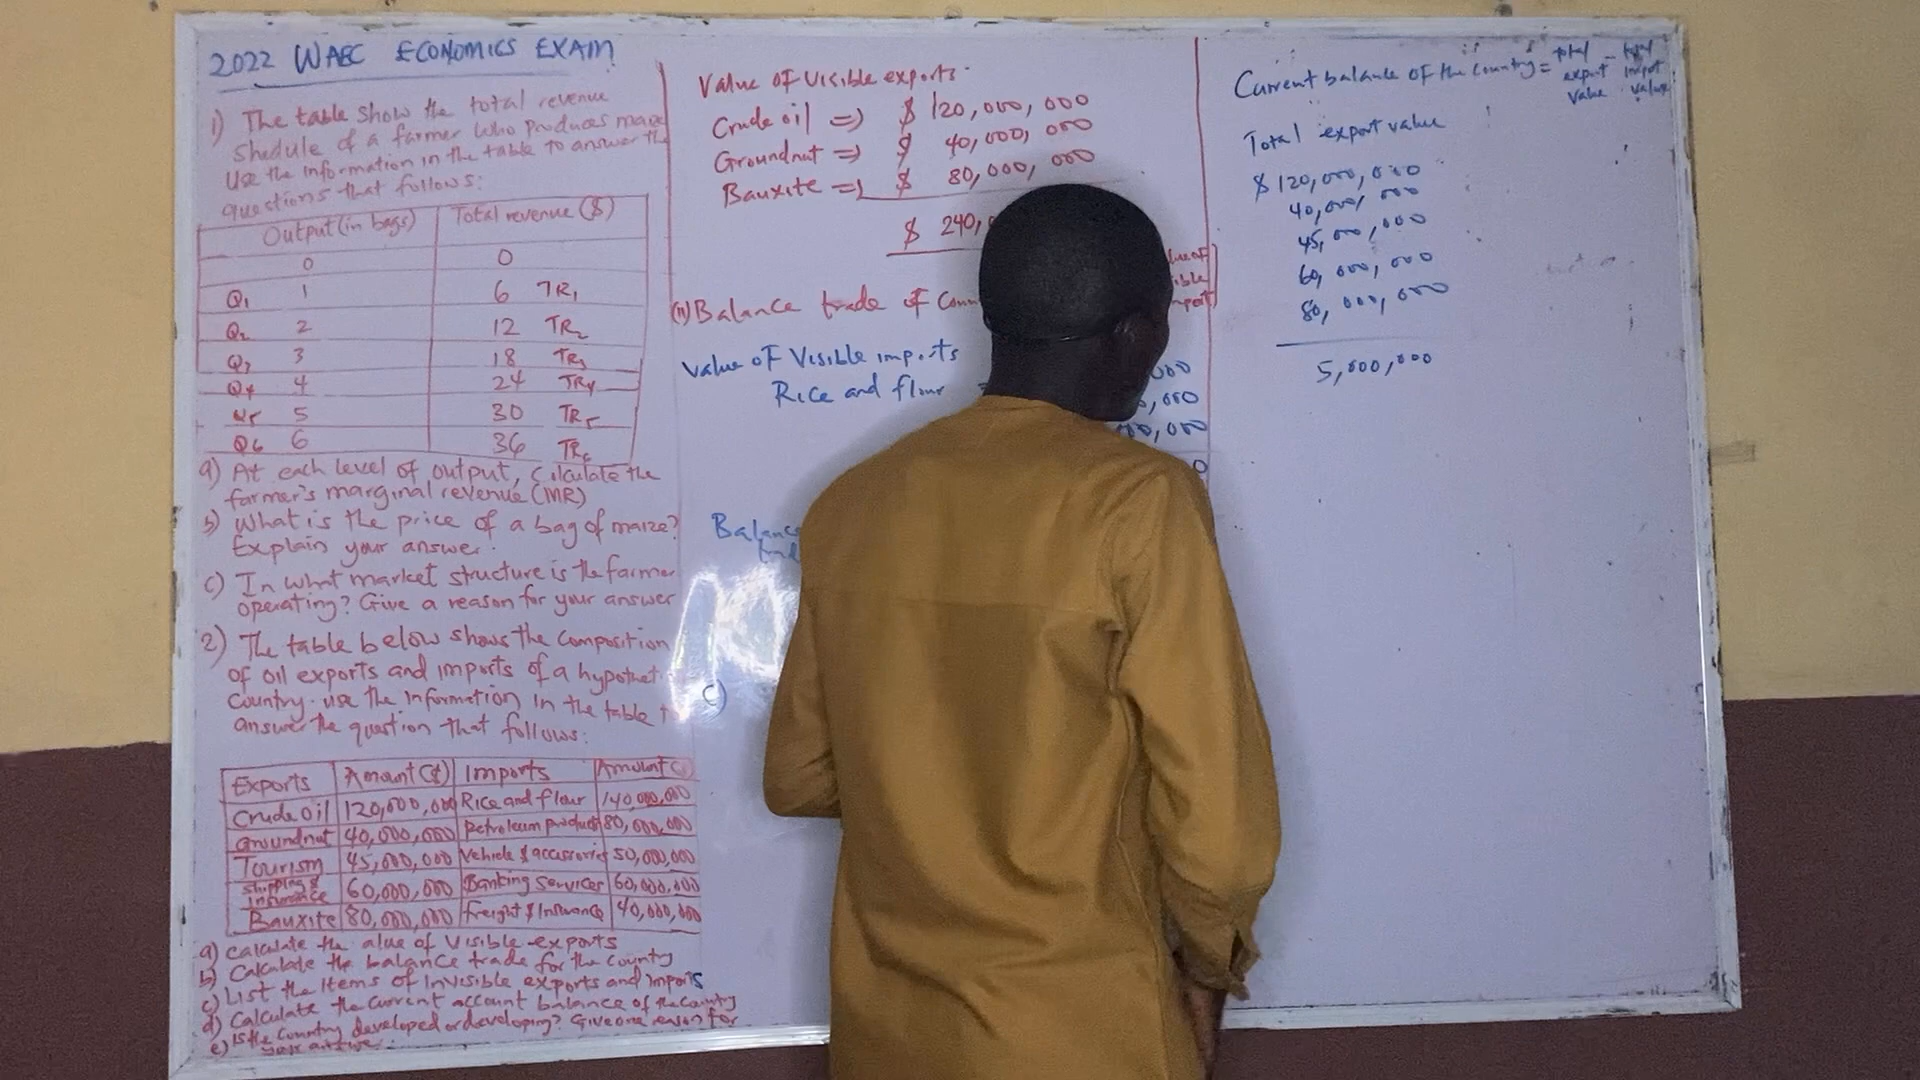 2022 WAEC ECONOMICS EXAM
1) The table show the total revenue
Shedule of a farmer who produces maize
Use the information in the table to answer the
questions that follows:
Output (in bags) Total revenue ($)
0 0
Q1 1 6 TR1
Q2 2 12 TR2
Q3 3 18 TR3
Q4 4 24 TR4
Q5 5 30 TR5
Q6 6 36 TR6
a) At each level of output, calculate the
farmer's marginal revenue (MR)
b) What is the price of a bag of maize?
Explain your answer.
c) In what market structure is the farmer
operating? Give a reason for your answer
2) The table below shows the composition
of oil exports and imports of a hypothet
Country. use the information in the table t
answer the question that follows:
Exports Amount ($) Imports Amount ($)
Crude oil 120,000,000 Rice and flour 140,000,000
Groundnut 40,000,000 Petroleum product 80,000,000
Tourism 45,000,000 Vehicle & accessories 50,000,000
Shipping & insurance 60,000,000 Banking services 60,000,000
Bauxite 80,000,000 Freight & Insurance 40,000,000
a) Calculate the alue of visible exports
b) Calculate the balance trade for the country
c) List the items of invisible exports and imports
d) Calculate the current account balance of the country
e) Is the country developed or developing? Give one reason for
your answer.
Value of Visible exports.
Crude oil => $ 120,000,000
Groundnut => $ 40,000,000
Bauxite => $ 80,000,000
$ 240,
(ii) Balance trade of
Value of Visible imports
Rice and flour
000
,000
,000
0
Balance
c)
Current balance of the country = total export value - total import value
Total export value
$ 120,000,000
40,000,000
45,000,000
60,000,000
80,000,000
5,000,000